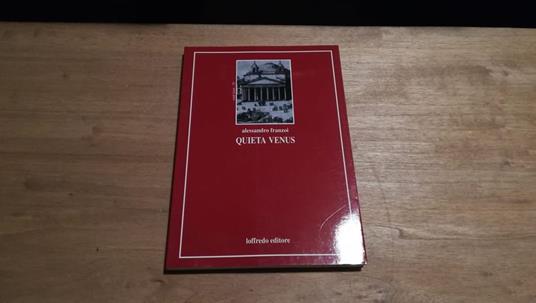 alessandro franzoi
QUIETA VENUS
loffredo editore